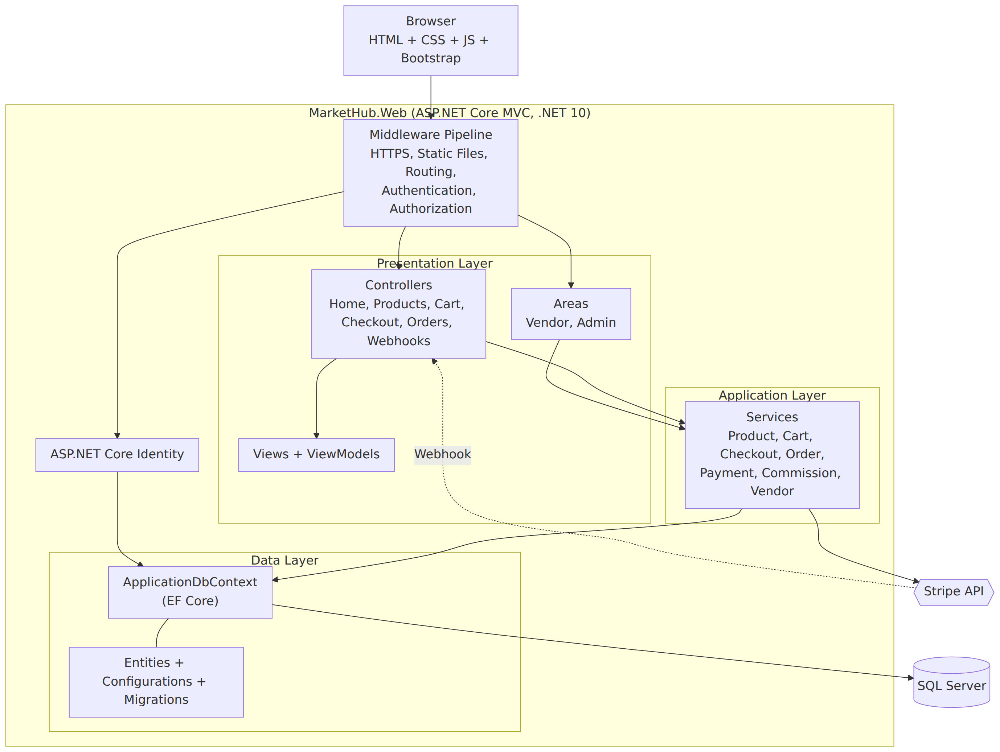 Browser
HTML + CSS + JS +
Bootstrap
MarketHub.Web (ASP.NET Core MVC, .NET 10)
Middleware Pipeline
HTTPS, Static Files,
Routing,
Authentication,
Authorization
Presentation Layer
Controllers
Home, Products, Cart,
Checkout, Orders,
Webhooks
Areas
Vendor, Admin
Application Layer
Services
Product, Cart,
Checkout, Order,
Payment, Commission,
Vendor
ASP.NET Core Identity
Views + ViewModels
Webhook
Data Layer
ApplicationDbContext
(EF Core)
Stripe API
Entities +
Configurations +
Migrations
SQL Server